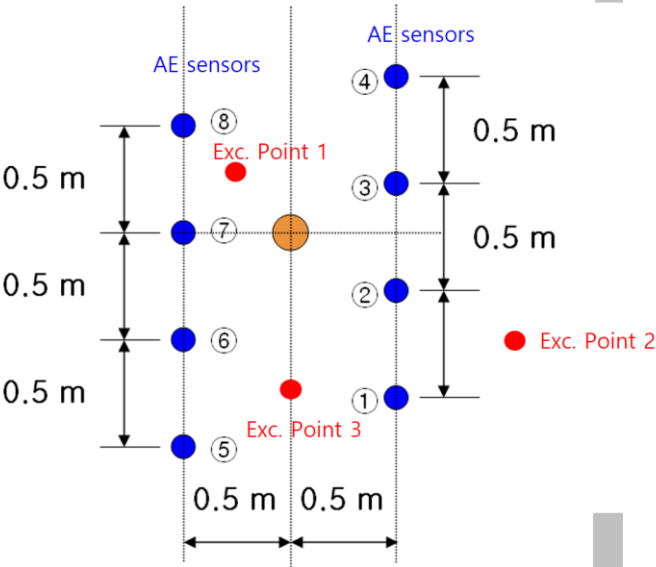 AE sensors
AE sensors
④
⑧
Exc. Point 1
0.5 m
0.5 m
③
⑦
0.5 m
0.5 m
②
⑥
Exc. Point 2
0.5 m
①
Exc. Point 3
⑤
0.5 m
0.5 m